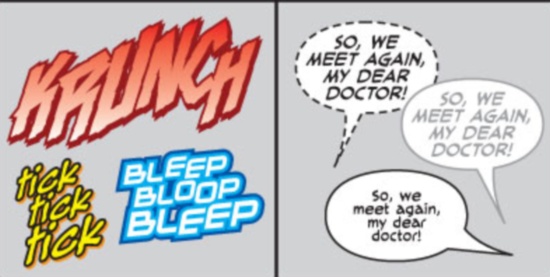 KRUNCH
tick
tick
tick
BLEEP
BLOOP
BLEEP
SO, WE
MEET AGAIN,
MY DEAR
DOCTOR!
SO, WE
MEET AGAIN,
MY DEAR
DOCTOR!
So, we
meet again,
my dear
doctor!